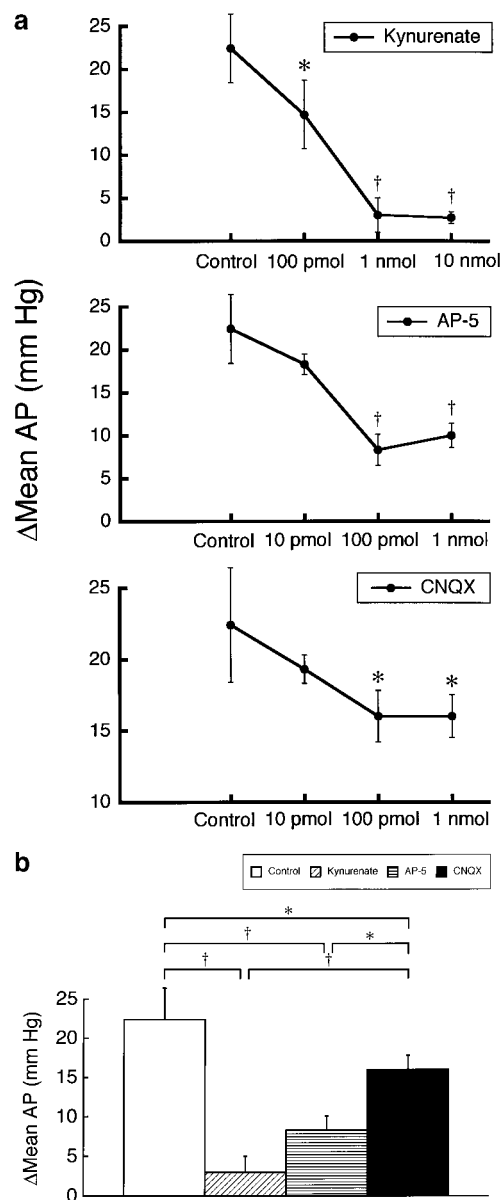 a
Kynurenate
25
20
15
10
5
0
*
†
†
Control 100 pmol 1 nmol 10 nmol
ΔMean AP (mm Hg)
AP-5
25
20
15
10
5
0
†
†
Control 10 pmol 100 pmol 1 nmol
CNQX
25
20
15
10
*
*
Control 10 pmol 100 pmol 1 nmol
b
Control Kynurenate AP-5 CNQX
*
† *
† †
ΔMean AP (mm Hg)
25
20
15
10
5
0